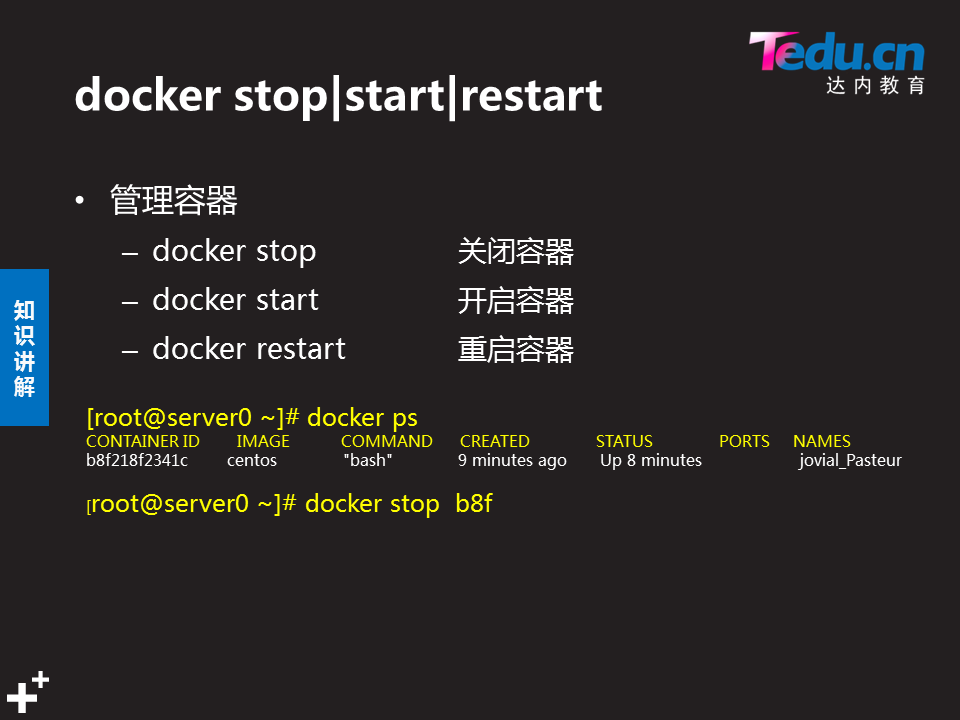 Tedu.cn
达内教育
docker stop|start|restart
• 管理容器
– docker stop 关闭容器
– docker start 开启容器
– docker restart 重启容器
知识讲解
[root@server0 ~]# docker ps
CONTAINER ID IMAGE COMMAND CREATED STATUS PORTS NAMES
b8f218f2341c centos "bash" 9 minutes ago Up 8 minutes jovial_Pasteur
[root@server0 ~]# docker stop b8f